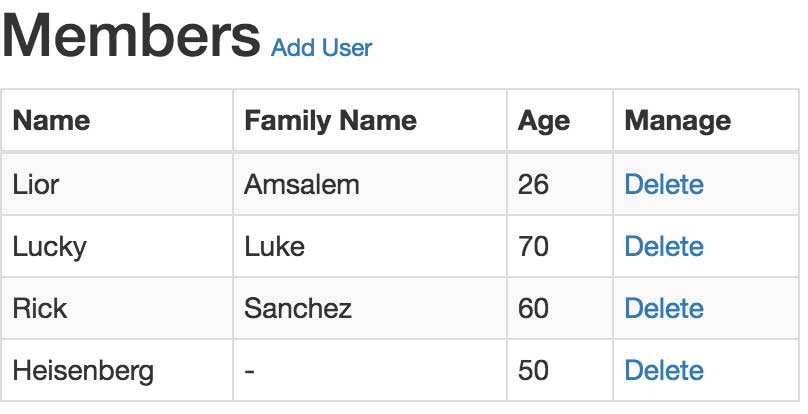 Members Add User
Name Family Name Age Manage
Lior Amsalem 26 Delete
Lucky Luke 70 Delete
Rick Sanchez 60 Delete
Heisenberg - 50 Delete